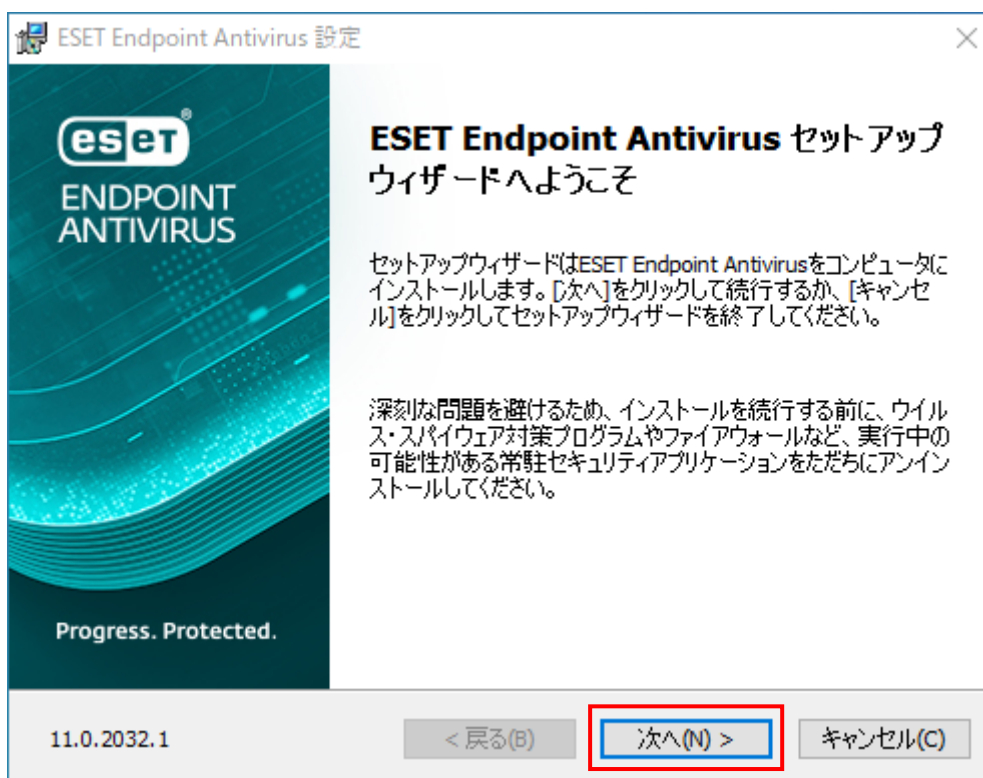 ESET Endpoint Antivirus 設定
eseT®
ENDPOINT
ANTIVIRUS
ESET Endpoint Antivirus セットアップ
ウィザードへようこそ
セットアップウィザードはESET Endpoint Antivirusをコンピュータに
インストールします。[次へ]をクリックして続行するか、[キャンセ
ル]をクリックしてセットアップウィザードを終了してください。
深刻な問題を避けるため、インストールを続行する前に、ウイル
ス・スパイウェア対策プログラムやファイアウォールなど、実行中の
可能性がある常駐セキュリティアプリケーションをただちにアンイン
ストールしてください。
Progress. Protected.
11.0.2032.1
< 戻る(B)
次へ(N) >
キャンセル(C)